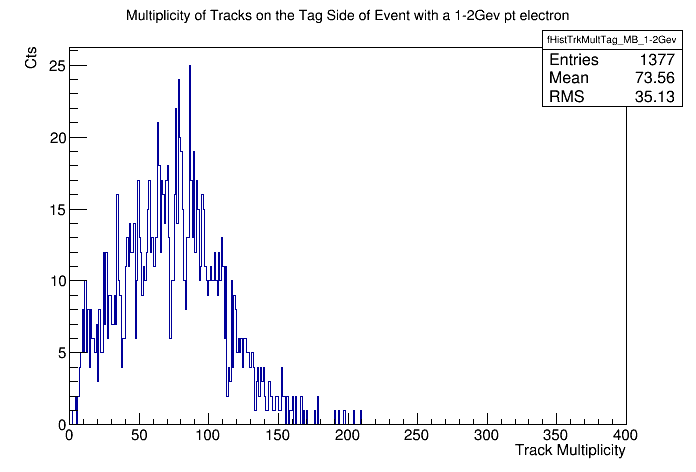 Multiplicity of Tracks on the Tag Side of Event with a 1-2Gev pt electron
fHistTrkMultTag_MB_1-2Gev
Entries 1377
Mean 73.56
RMS 35.13
Cts
25
20
15
10
5
0
0 50 100 150 200 250 300 350 400
Track Multiplicity